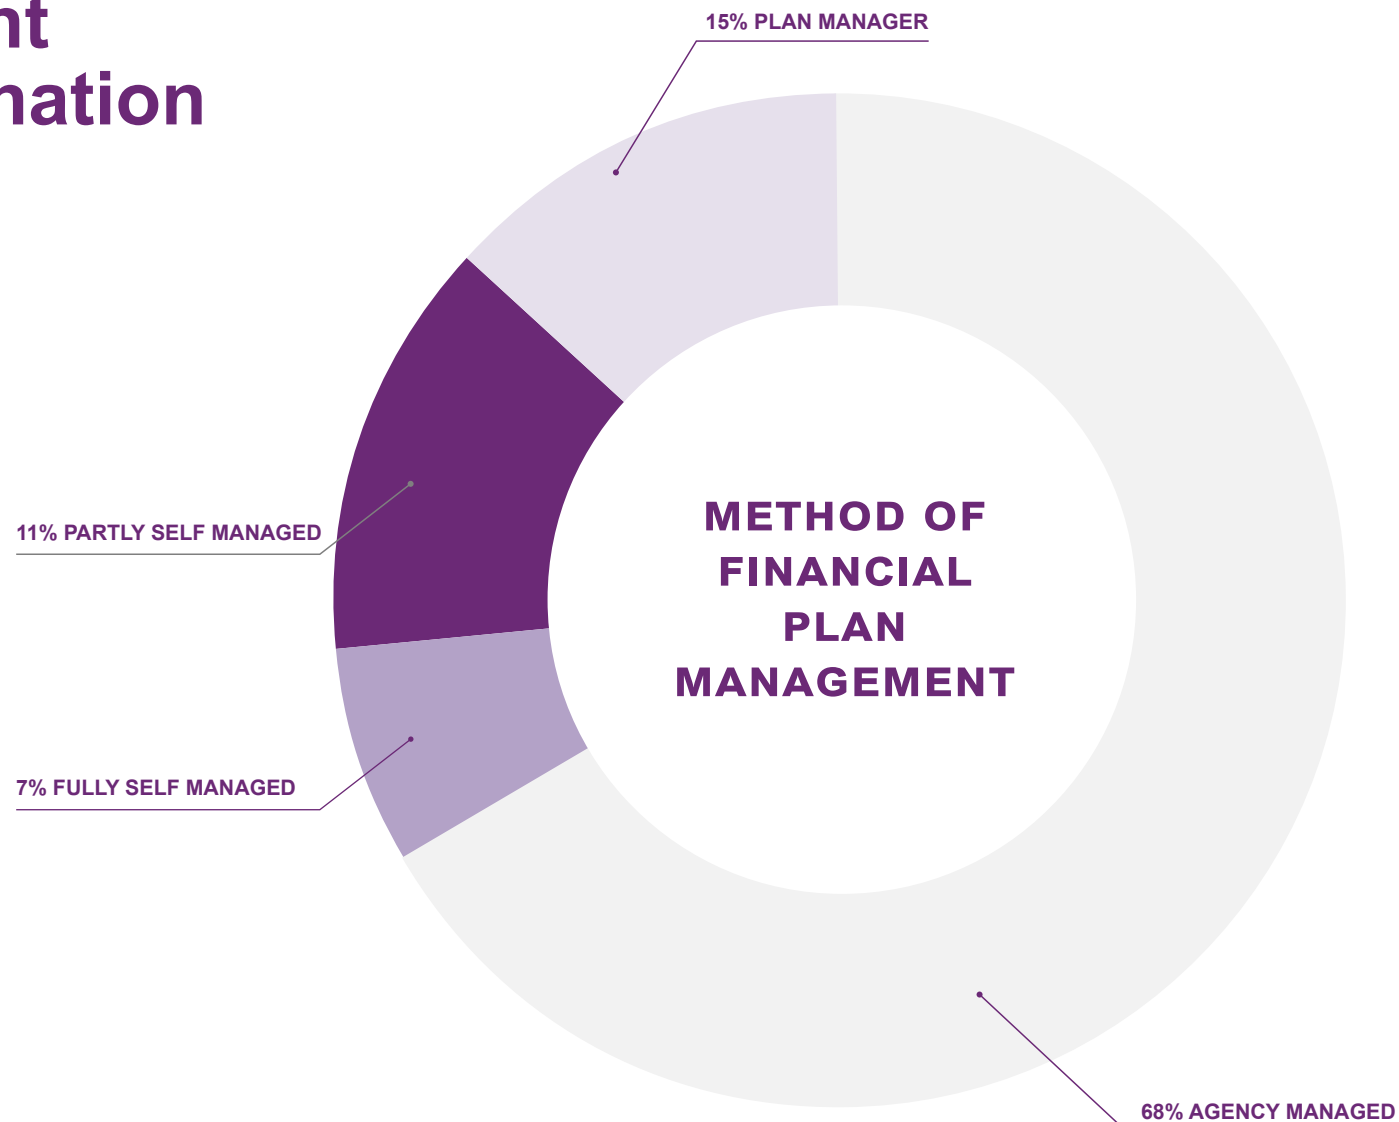 nt
nation
15% PLAN MANAGER
11% PARTLY SELF MANAGED
7% FULLY SELF MANAGED
METHOD OF
FINANCIAL
PLAN
MANAGEMENT
68% AGENCY MANAGED